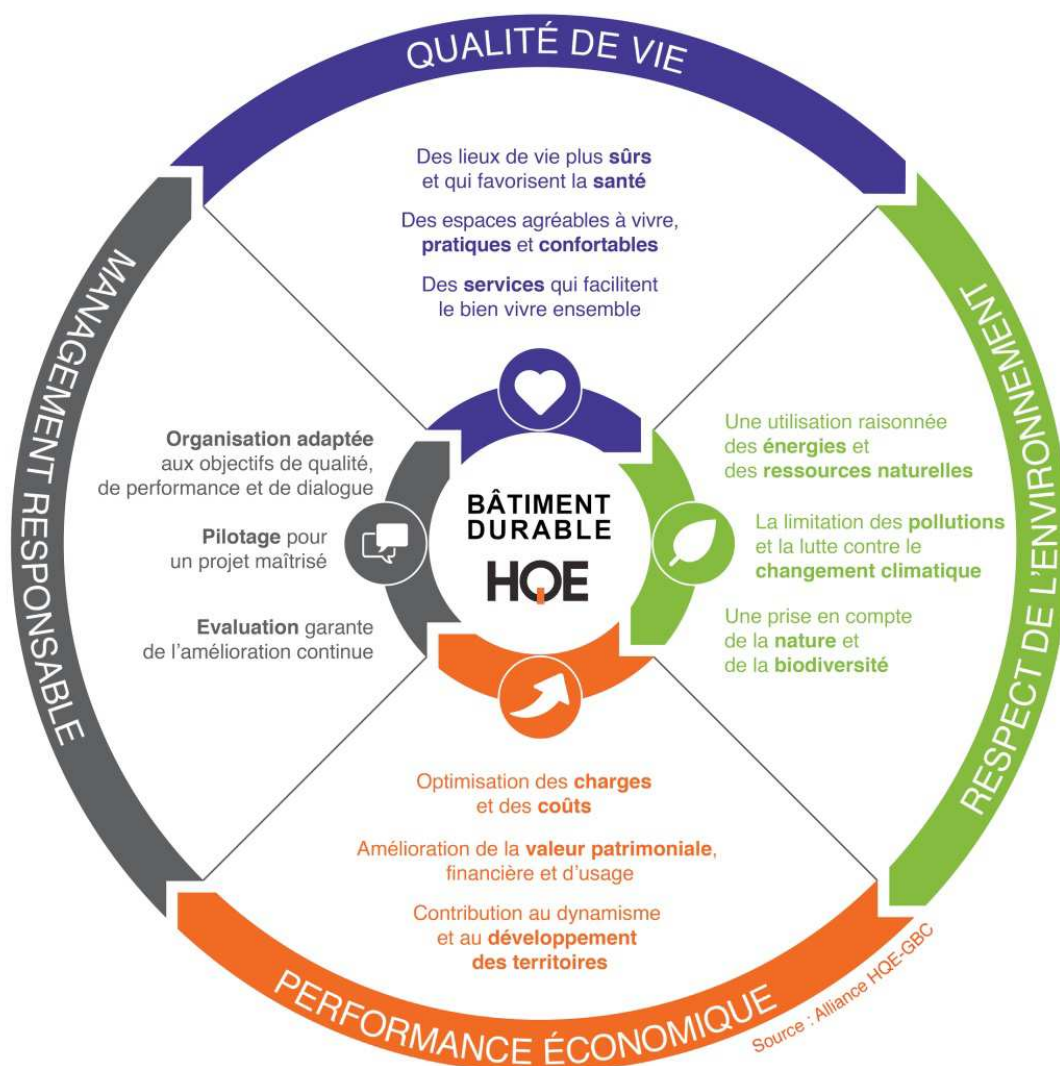 QUALITÉ DE VIE
Des lieux de vie plus sûrs
et qui favorisent la santé
Des espaces agréables à vivre,
pratiques et confortables
Des services qui facilitent
le bien vivre ensemble
RESPECT DE L'ENVIRONNEMENT
Une utilisation raisonnée
des énergies et
des ressources naturelles
La limitation des pollutions
et la lutte contre le
changement climatique
Une prise en compte
de la nature et
de la biodiversité
PERFORMANCE ÉCONOMIQUE
Optimisation des charges
et des coûts
Amélioration de la valeur patrimoniale,
financière et d'usage
Contribution au dynamisme
et au développement
des territoires
MANAGEMENT RESPONSABLE
Organisation adaptée
aux objectifs de qualité,
de performance et de dialogue
Pilotage pour
un projet maîtrisé
Evaluation garante
de l'amélioration continue
BÂTIMENT
DURABLE
HQE
Source : Alliance HQE-GBC